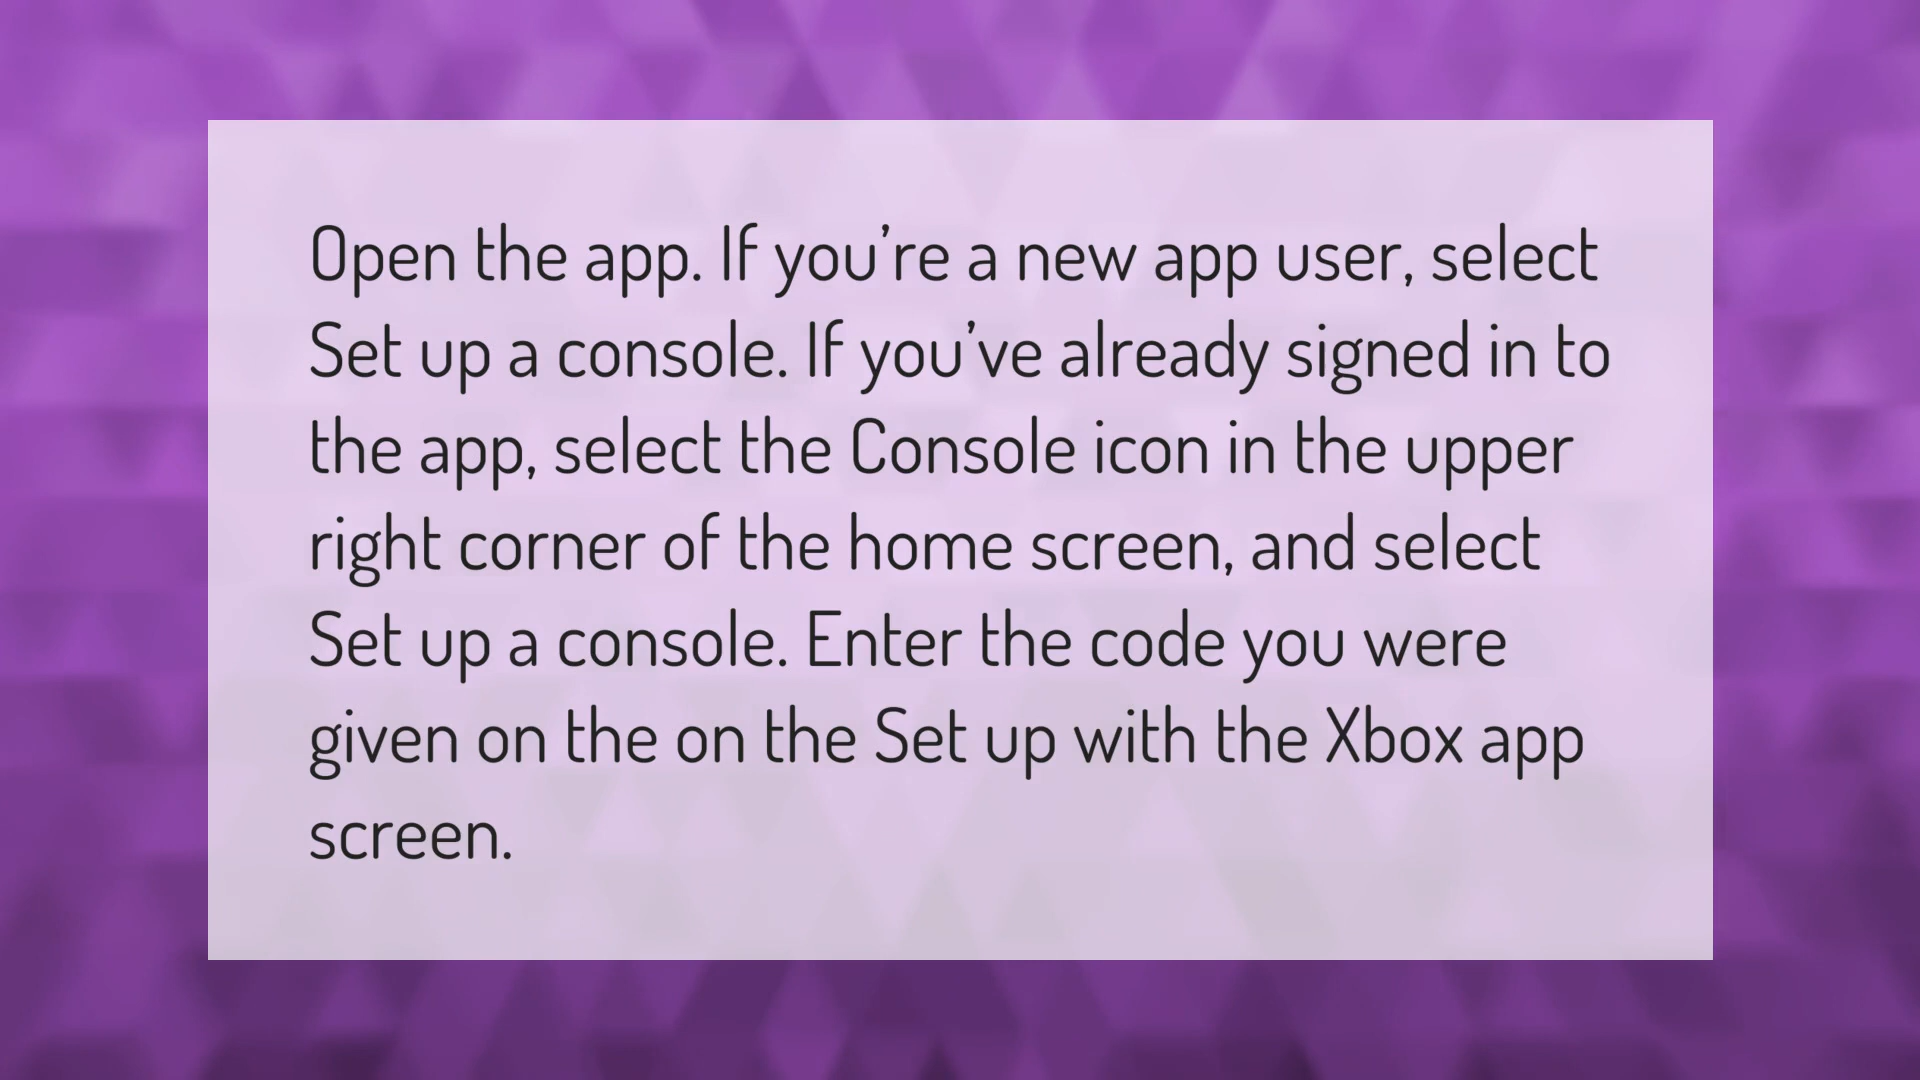 Open the app. If you’re a new app user, select
Set up a console. If you’ve already signed in to
the app, select the Console icon in the upper
right corner of the home screen, and select
Set up a console. Enter the code you were
given on the on the Set up with the Xbox app
screen.